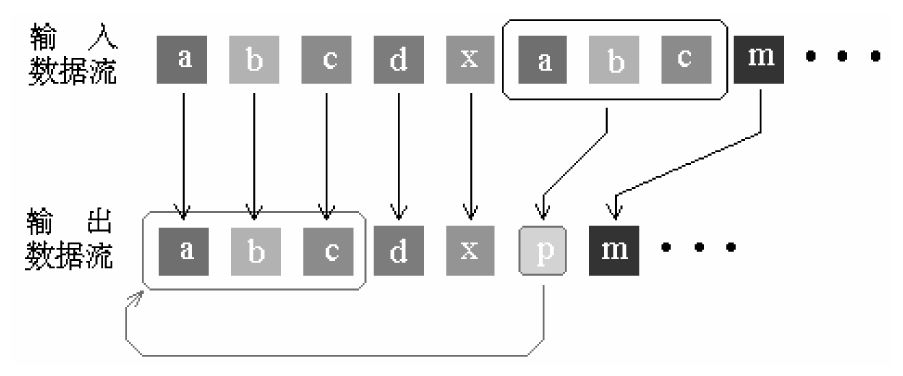 输 入
数据流
a b c d x a b c m • • •
输 出
数据流
a b c d x p m • • •